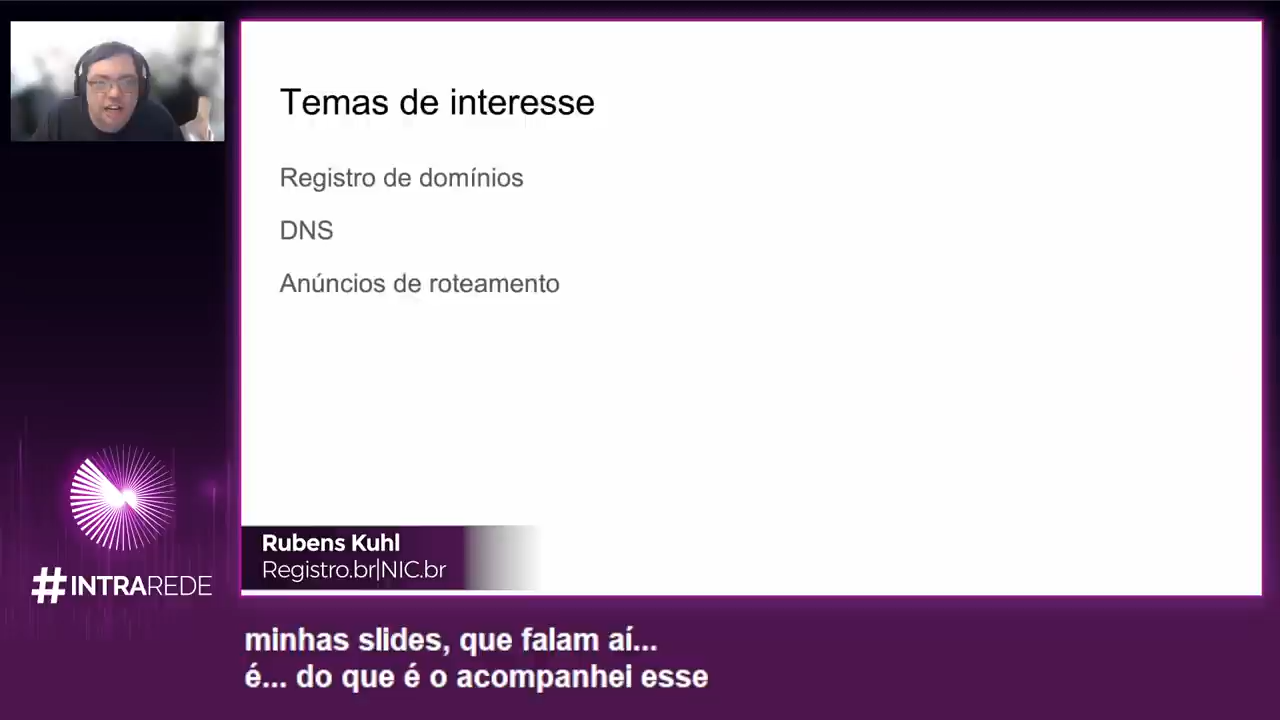 Temas de interesse
Registro de domínios
DNS
Anúncios de roteamento
Rubens Kuhl
Registro.br|NIC.br
#INTRAREDE
minhas slides, que falam aí...
é... do que é o acompanhei esse